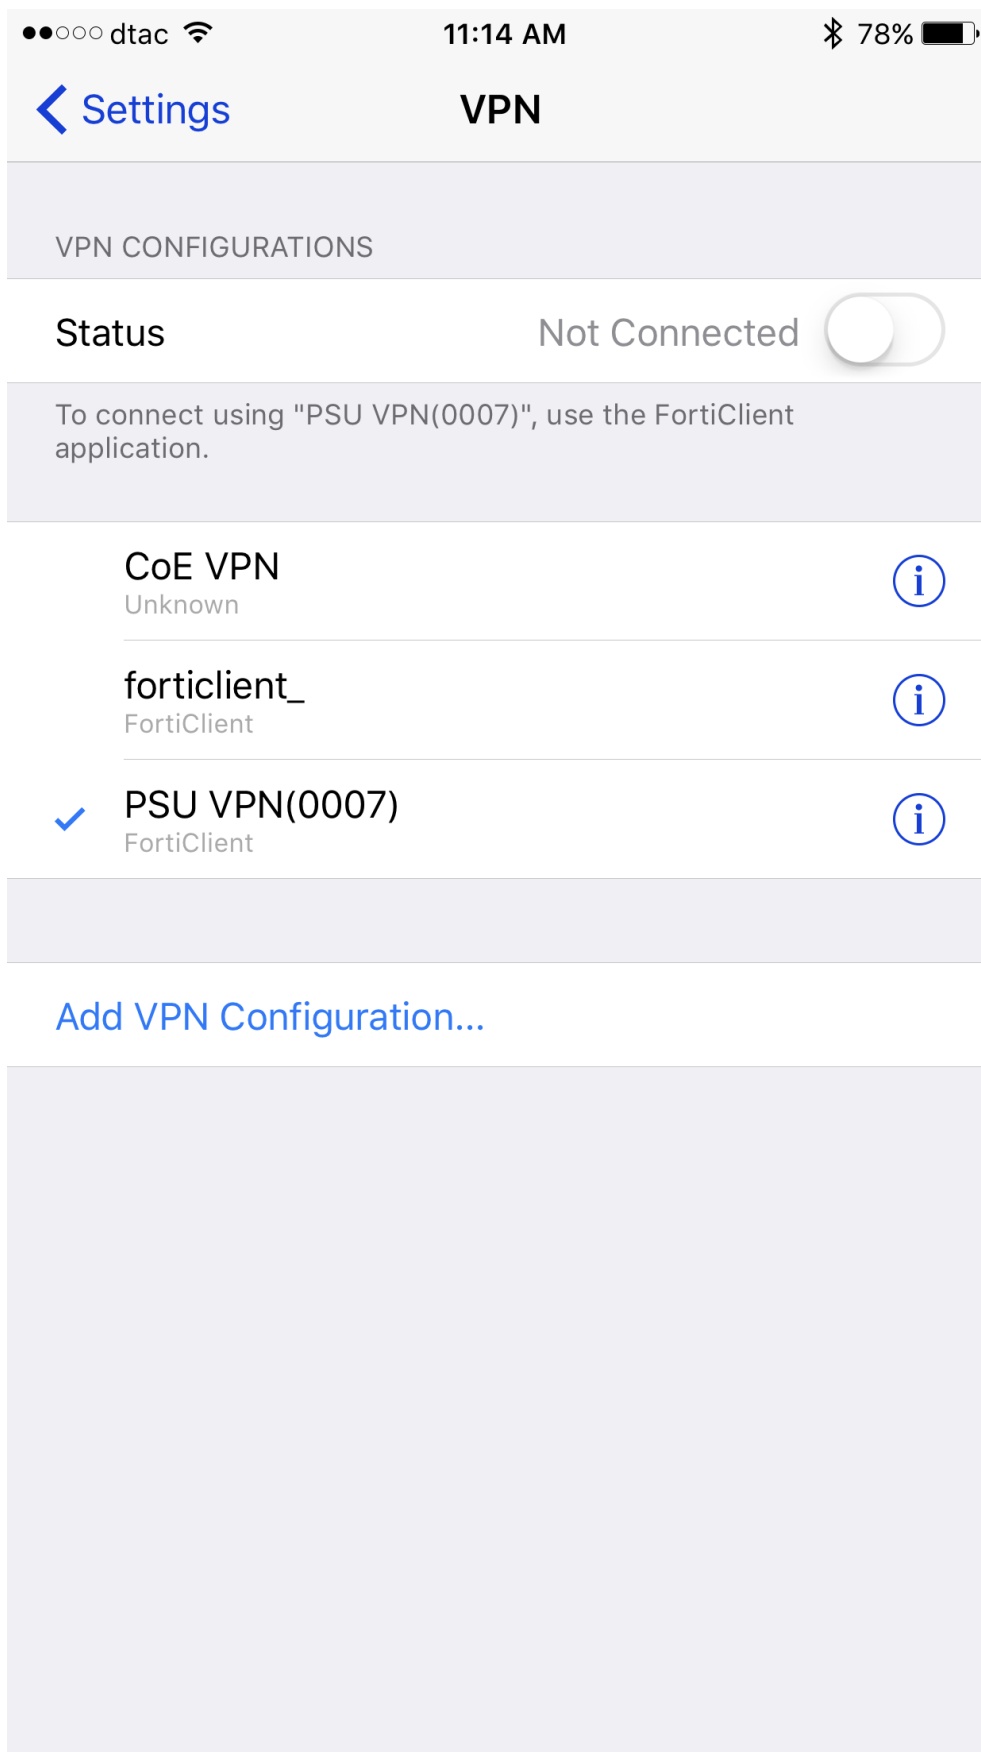 dtac 11:14 AM 78%
Settings VPN
VPN CONFIGURATIONS
Status Not Connected
To connect using "PSU VPN(0007)", use the FortiClient
application.
CoE VPN
Unknown
forticlient_
FortiClient
PSU VPN(0007)
FortiClient
Add VPN Configuration...